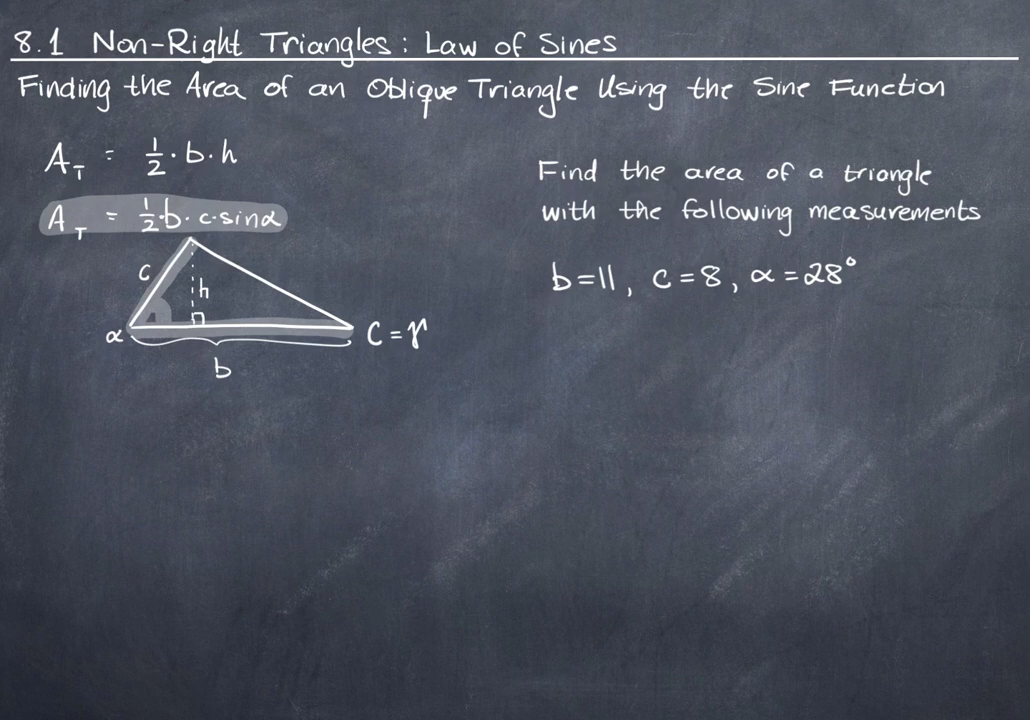 8.1 Non-Right Triangles: Law of Sines
Finding the Area of an Oblique Triangle Using the Sine Function
A_T = 1/2 · b · h
A_T = 1/2 · b · c · sinα
c
h
α
C = γ
b
Find the area of a triangle
with the following measurements
b=11, c=8, α=28°